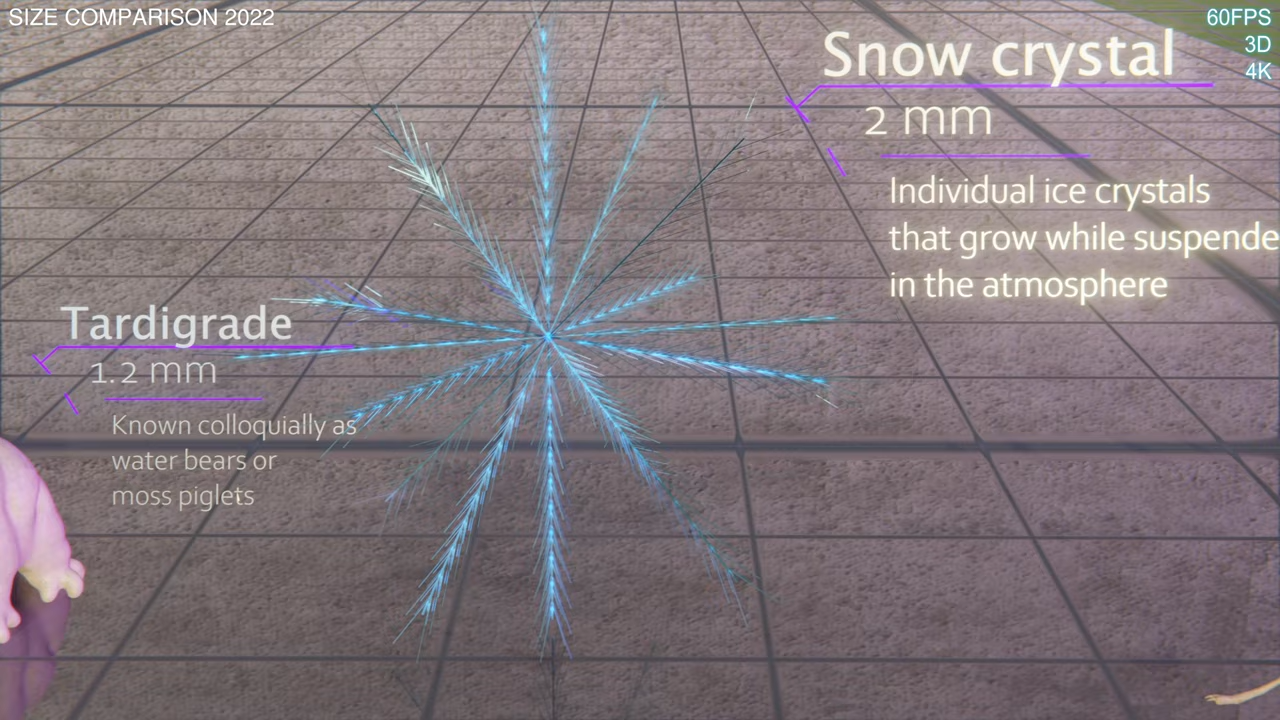 SIZE COMPARISON 2022
60FPS
3D
4K
Snow crystal
2 mm
Individual ice crystals
that grow while suspende
in the atmosphere
Tardigrade
1.2 mm
Known colloquially as
water bears or
moss piglets